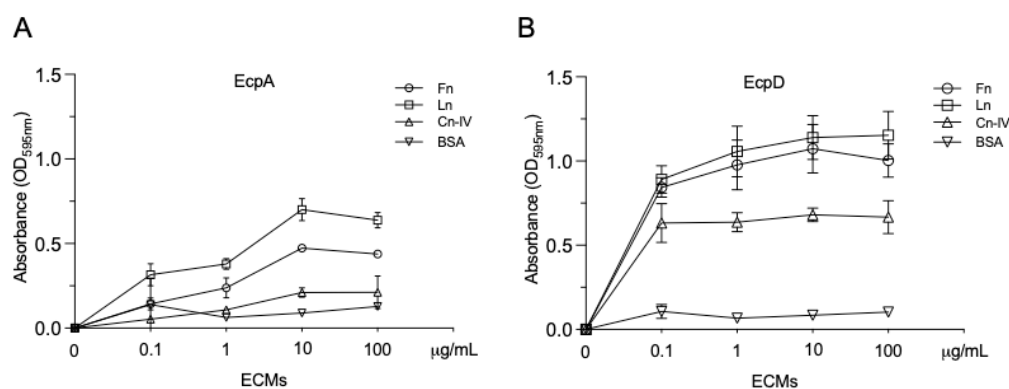 A
EcpA
Absorbance (OD595nm)
1.5
1.0
0.5
0.0
0 0.1 1 10 100 μg/mL
ECMs
Fn
Ln
Cn-IV
BSA
B
EcpD
Absorbance (OD595nm)
1.5
1.0
0.5
0.0
0 0.1 1 10 100 μg/mL
ECMs
Fn
Ln
Cn-IV
BSA